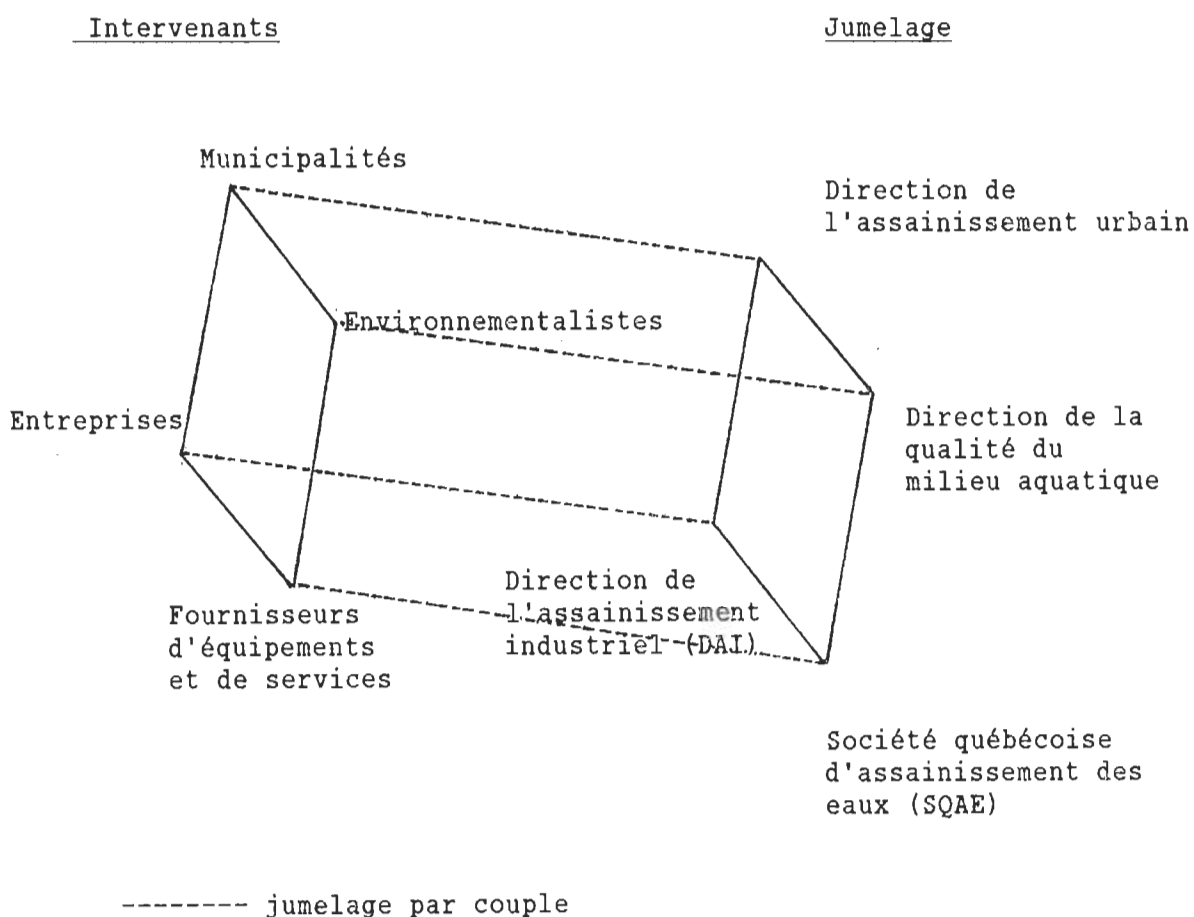 Intervenants
Jumelage
Municipalités
Direction de
l'assainissement urbain
Environnementalistes
Entreprises
Direction de la
qualité du
milieu aquatique
Direction de
l'assainissement
industriel (DAI)
Fournisseurs
d'équipements
et de services
Société québécoise
d'assainissement des
eaux (SQAE)
-------- jumelage par couple